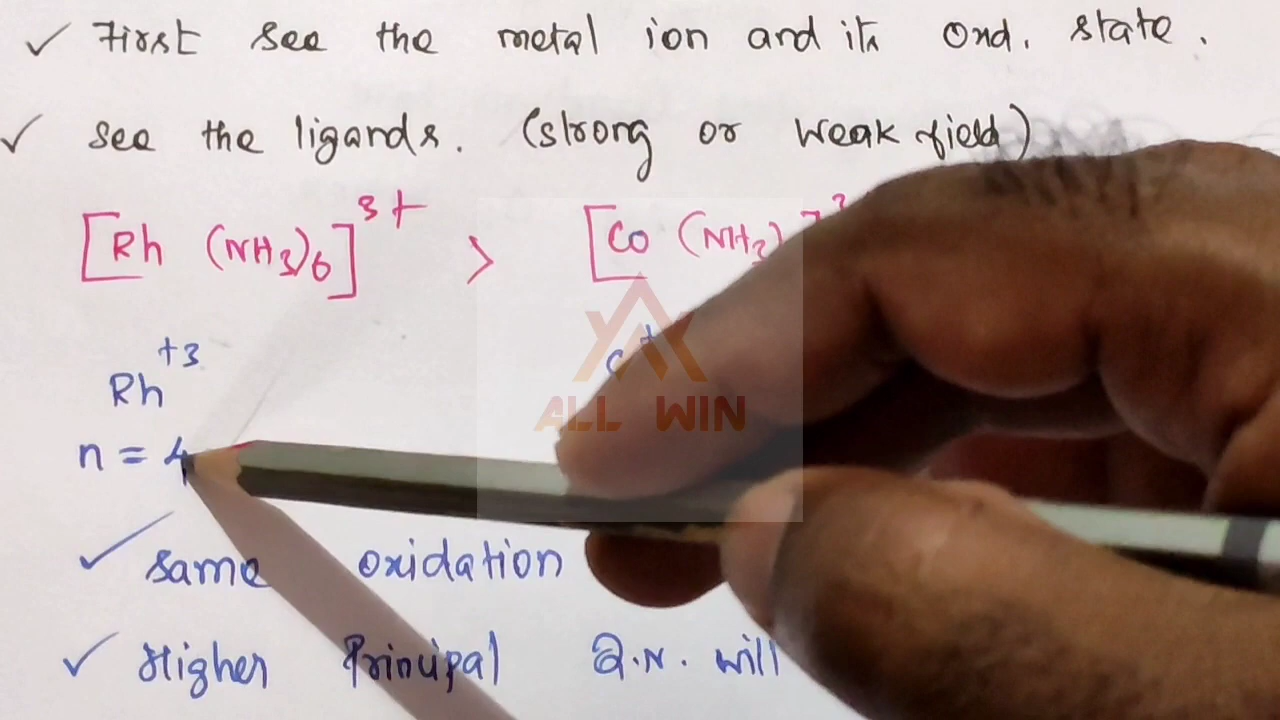 ✓ First see the metal ion and its oxd. state.
✓ see the ligands. (strong or weak field)
[Rh (NH3)6]3+ > [Co (NH3)
Rh+3
n = 4
ALL WIN
✓ same oxidation
✓ Higher Principal Q.N. will